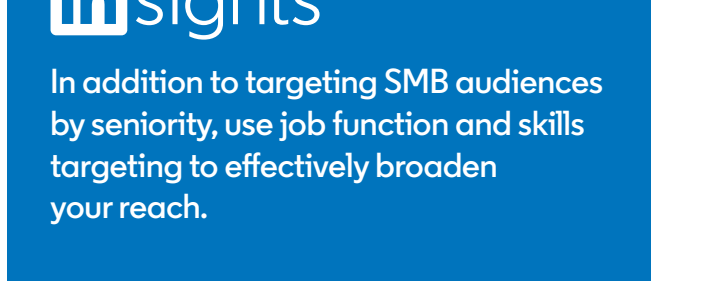 insights
In addition to targeting SMB audiences
by seniority, use job function and skills
targeting to effectively broaden
your reach.